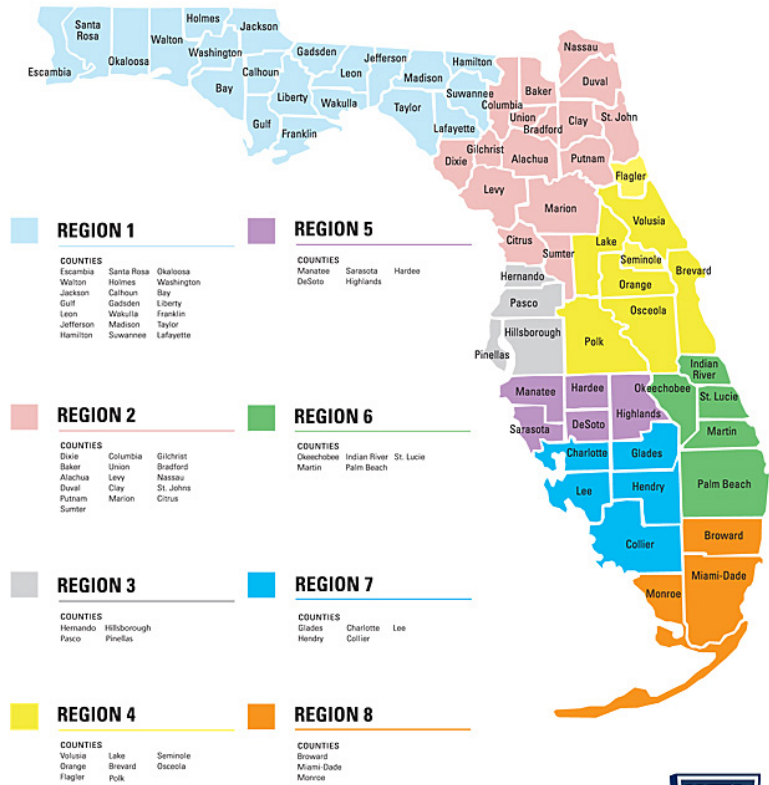 Holmes
Santa
Rosa
Jackson
Walton
Washington
Okaloosa
Escambia
Calhoun
Bay
Gadsden
Leon
Liberty
Gulf
Franklin
Wakulla
Jefferson
Madison
Taylor
Hamilton
Suwannee
Lafayette
Nassau
Duval
Baker
Columbia
Union
Bradford
Clay
St. John
Gilchrist
Dixie
Alachua
Putnam
Levy
Marion
Flagler
Volusia
Citrus
Sumter
Lake
Seminole
Orange
Brevard
Hernando
Pasco
Osceola
Hillsborough
Polk
Pinellas
Indian
River
Manatee
Hardee
Okeechobee
St. Lucie
Highlands
Sarasota
DeSoto
Martin
Charlotte
Glades
Lee
Hendry
Palm Beach
Collier
Broward
Miami-Dade
Monroe
REGION 1
COUNTIES
Escambia Santa Rosa Okaloosa
Walton Holmes Washington
Jackson Calhoun Bay
Gulf Gadsden Liberty
Leon Wakulla Franklin
Jefferson Madison Taylor
Hamilton Suwannee Lafayette
REGION 5
COUNTIES
Manatee Sarasota Hardee
DeSoto Highlands
REGION 2
COUNTIES
Dixie Columbia Gilchrist
Baker Union Bradford
Alachua Levy Nassau
Duval Clay St. Johns
Putnam Marion Citrus
Sumter
REGION 6
COUNTIES
Okeechobee Indian River St. Lucie
Martin Palm Beach
REGION 3
COUNTIES
Hernando Hillsborough
Pasco Pinellas
REGION 7
COUNTIES
Glades Charlotte Lee
Hendry Collier
REGION 4
COUNTIES
Volusia Lake Seminole
Orange Brevard Osceola
Flagler Polk
REGION 8
COUNTIES
Broward
Miami-Dade
Monroe